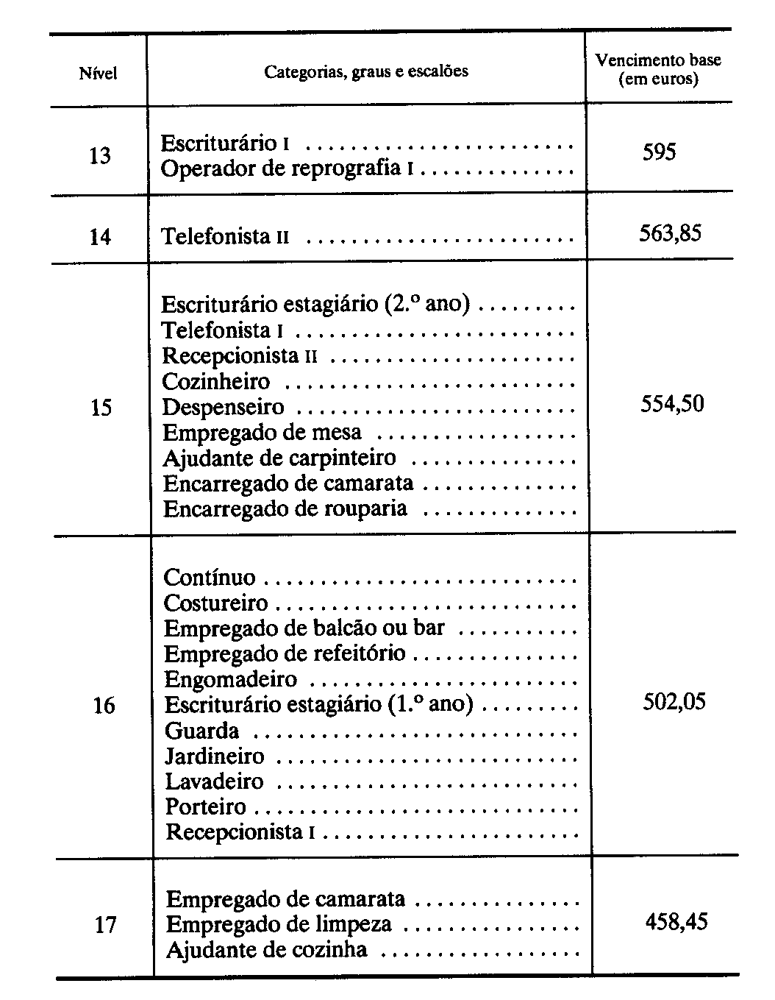 Nível
Categorias, graus e escalões
Vencimento base
(em euros)
13
Escriturário I ........................
Operador de reprografia I ..............
595
14
Telefonista II ........................
563,85
15
Escriturário estagiário (2.º ano) .........
Telefonista I .........................
Recepcionista II ......................
Cozinheiro ..........................
Despenseiro .........................
Empregado de mesa ..................
Ajudante de carpinteiro ...............
Encarregado de camarata ..............
Encarregado de rouparia ..............
554,50
16
Contínuo ............................
Costureiro ...........................
Empregado de balcão ou bar ...........
Empregado de refeitório ...............
Engomadeiro ........................
Escriturário estagiário (1.º ano) .........
Guarda .............................
Jardineiro ...........................
Lavadeiro ...........................
Porteiro .............................
Recepcionista I .......................
502,05
17
Empregado de camarata ...............
Empregado de limpeza ................
Ajudante de cozinha ..................
458,45